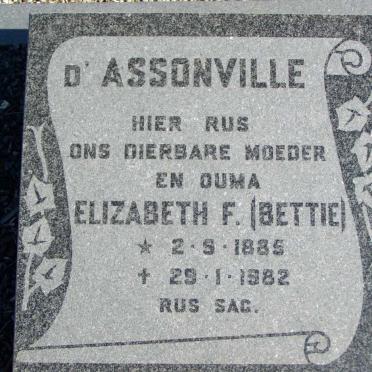 D' ASSONVILLE
HIER RUS
ONS DIERBARE MOEDER
EN OUMA
ELIZABETH F. (BETTIE)
★ 2·9·1885
✝ 29·1·1982
RUS SAG.